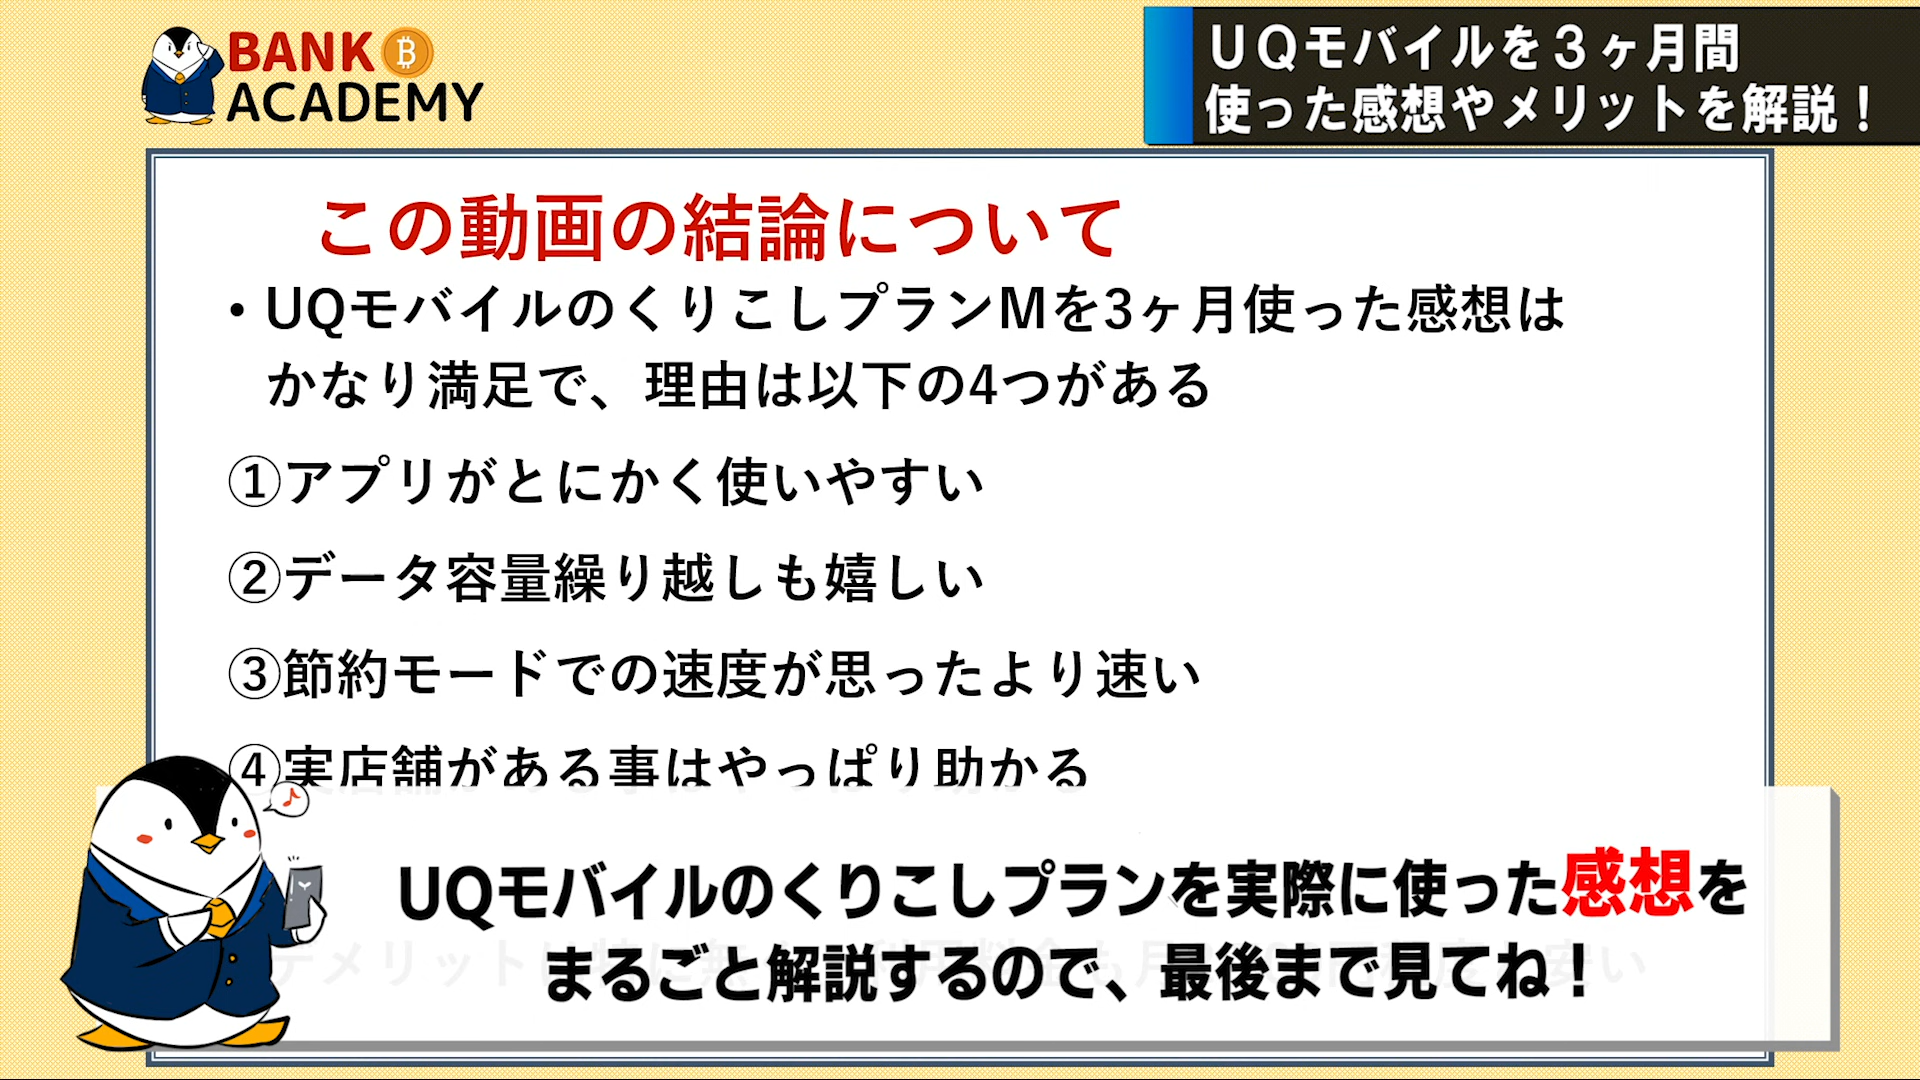 BANK
ACADEMY
UQモバイルを3ヶ月間
使った感想やメリットを解説！
この動画の結論について
・UQモバイルのくりこしプランMを3ヶ月使った感想は
かなり満足で、理由は以下の4つがある
①アプリがとにかく使いやすい
②データ容量繰り越しも嬉しい
③節約モードでの速度が思ったより速い
④実店舗がある事はやっぱり助かる
UQモバイルのくりこしプランを実際に使った感想を
まるごと解説するので、最後まで見てね！